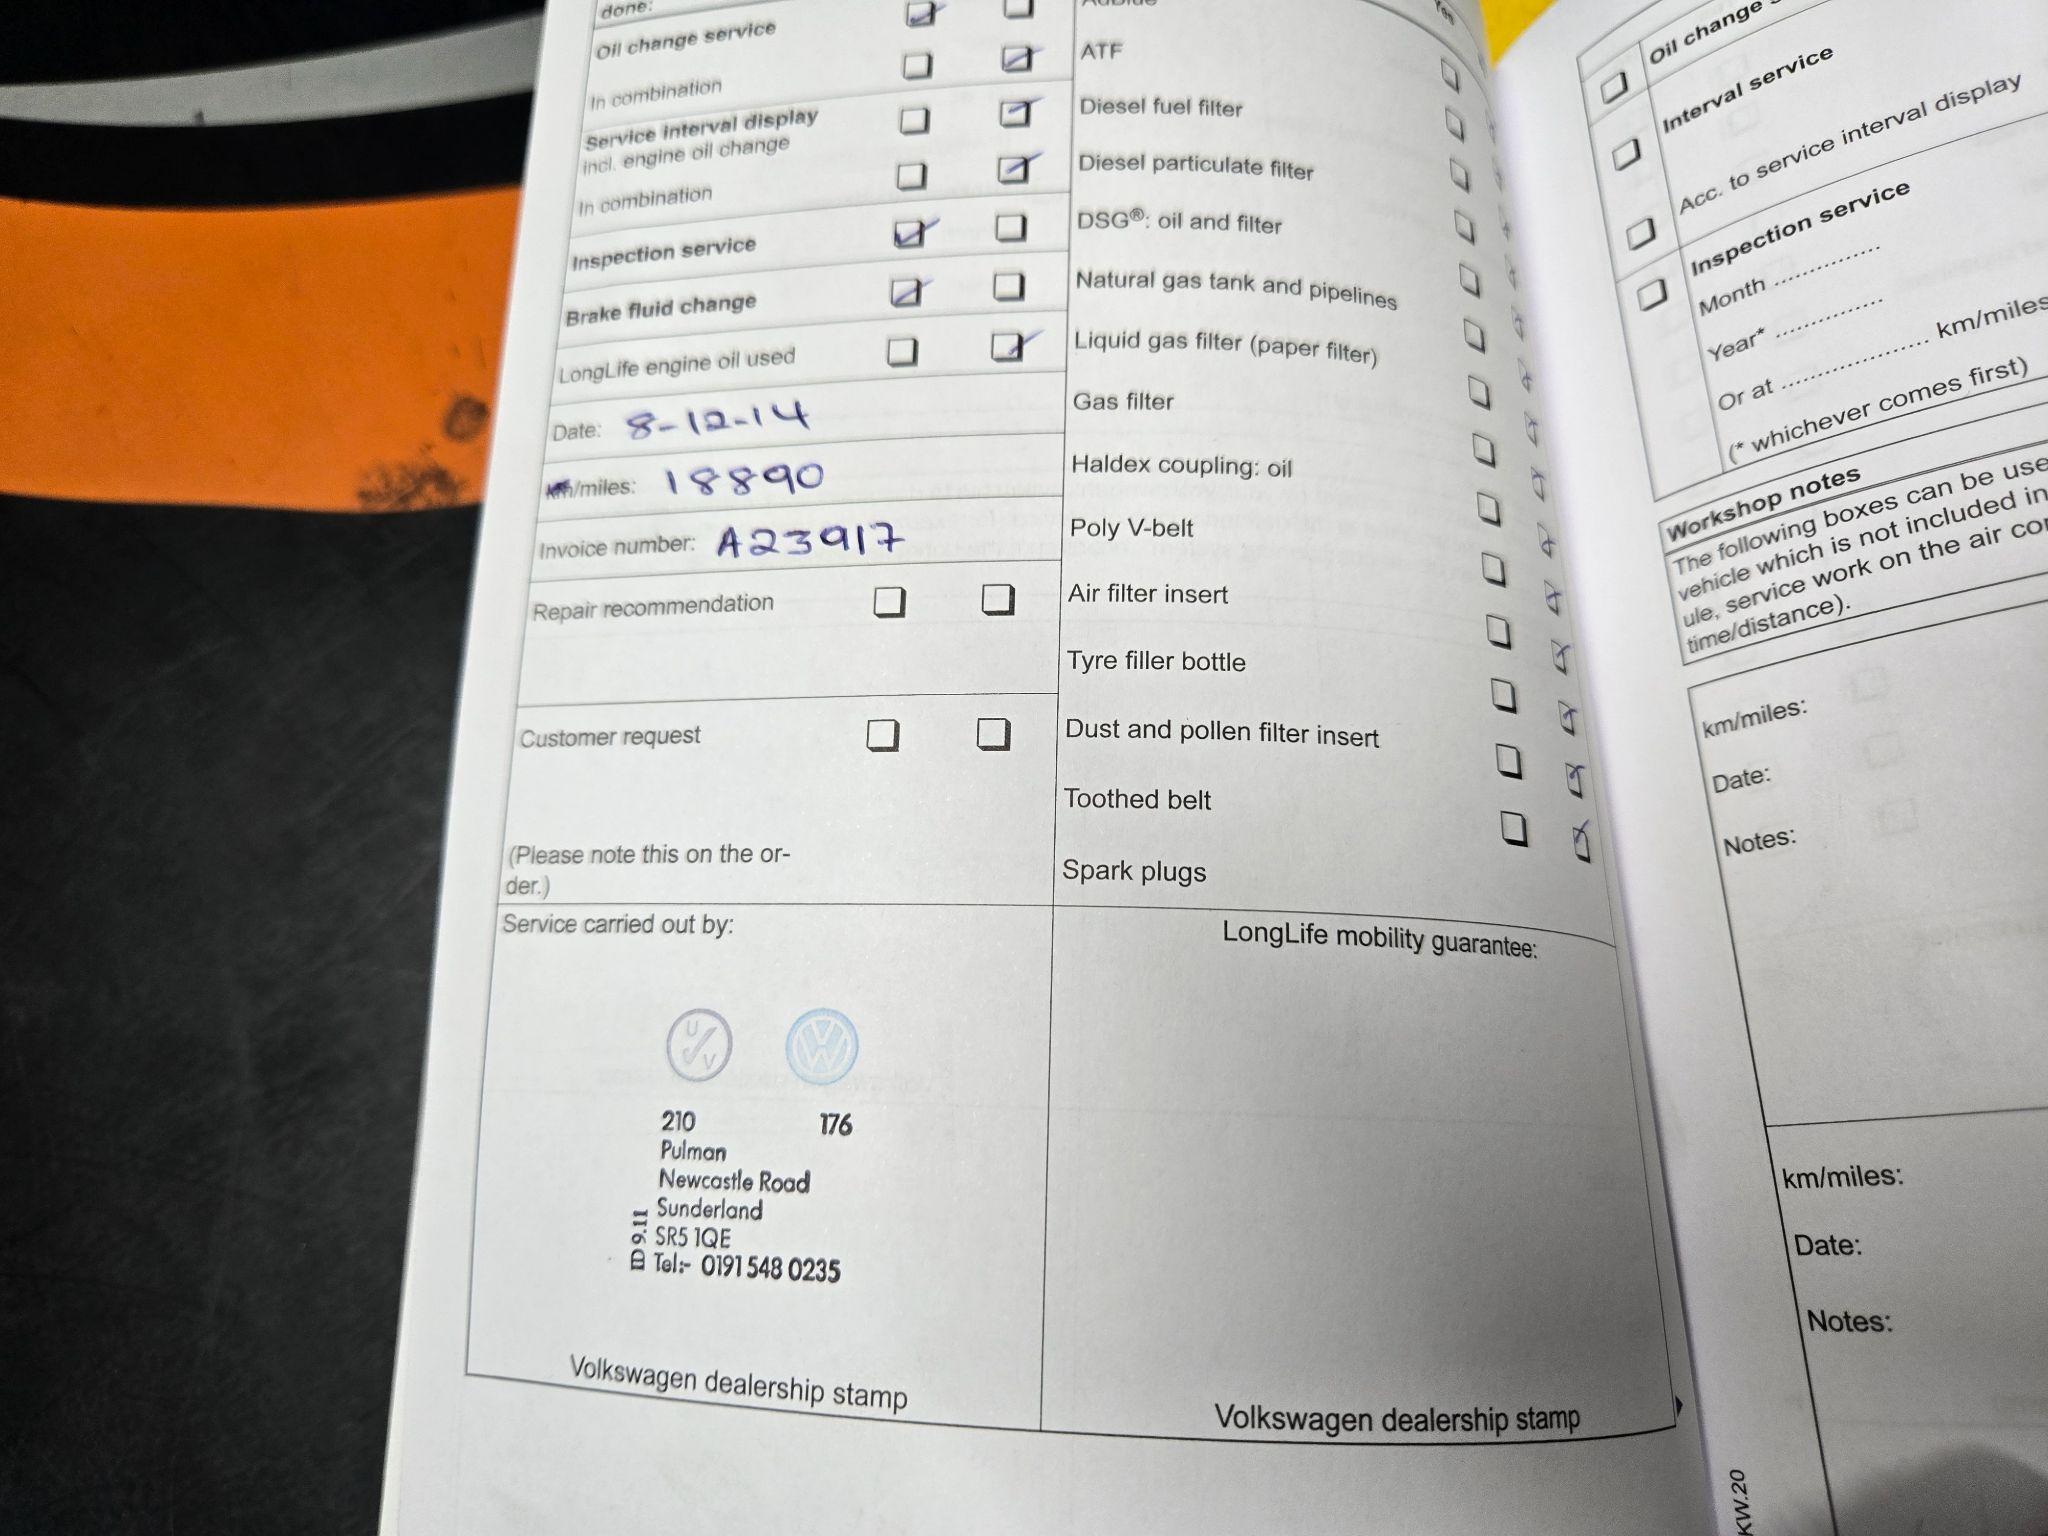 done:
Oil change service
In combination
Service interval display
incl. engine oil change
In combination
Inspection service
Brake fluid change
LongLife engine oil used
Date: 8-12-14
km/miles: 18890
Invoice number: A23917
Repair recommendation
Customer request
(Please note this on the or-
der.)
Service carried out by:
UV
VW
210 176
Pulman
Newcastle Road
Sunderland
SR5 1QE
Tel:- 0191 548 0235
ID 9.11
Volkswagen dealership stamp
AdBlue
Yes
ATF
Diesel fuel filter
Diesel particulate filter
DSG®: oil and filter
Natural gas tank and pipelines
Liquid gas filter (paper filter)
Gas filter
Haldex coupling: oil
Poly V-belt
Air filter insert
Tyre filler bottle
Dust and pollen filter insert
Toothed belt
Spark plugs
LongLife mobility guarantee:
Volkswagen dealership stamp
Oil change
Interval service
Acc. to service interval display
Inspection service
Month ...............
Year* ...............
Or at .................... km/miles
(* whichever comes first)
Workshop notes
The following boxes can be use
vehicle which is not included in
ule, service work on the air co
time/distance).
km/miles:
Date:
Notes:
km/miles:
Date:
Notes:
KW.20